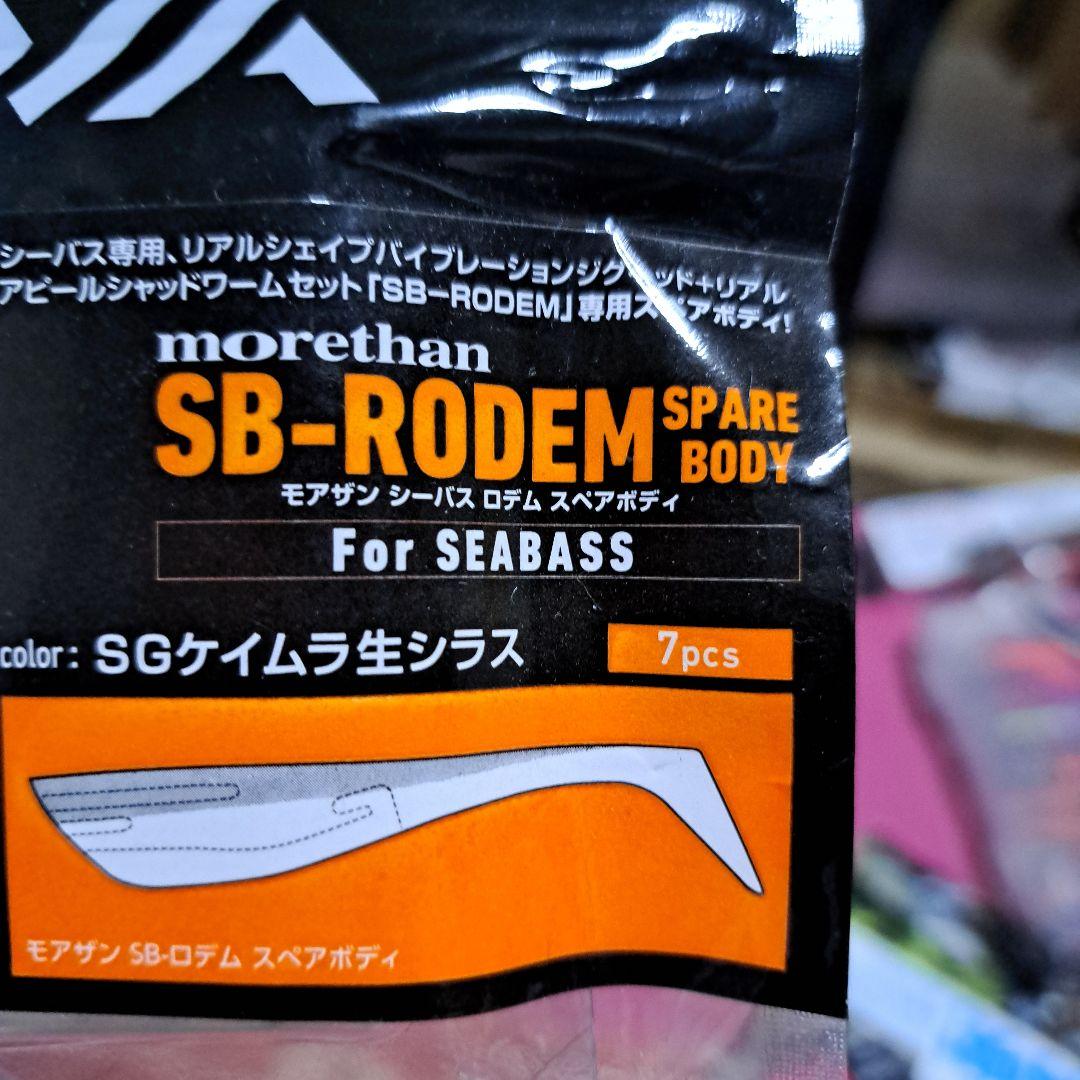 シーバス専用、リアルシェイプバイブレーションジグ ッド+リアル
アピールシャッドワームセット「SB-RODEM」専用スペアボディ!
morethan
SB-RODEM SPARE BODY
モアザン シーバス ロデム スペアボディ
For SEABASS
color: SGケイムラ生シラス
7pcs
モアザン SB-ロデム スペアボディ